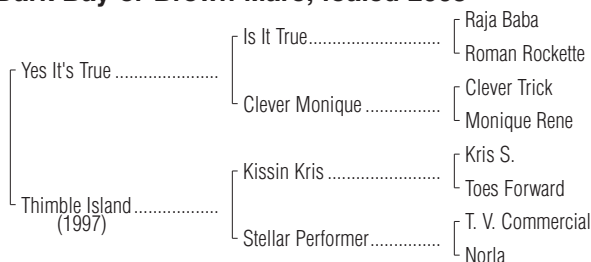 Dark Bay or Brown Mare; foaled 2003
Raja Baba
Is It True
Roman Rockette
Yes It's True
Clever Trick
Clever Monique
Monique Rene
Kris S.
Kissin Kris
Toes Forward
Thimble Island
(1997)
T. V. Commercial
Stellar Performer
Norla